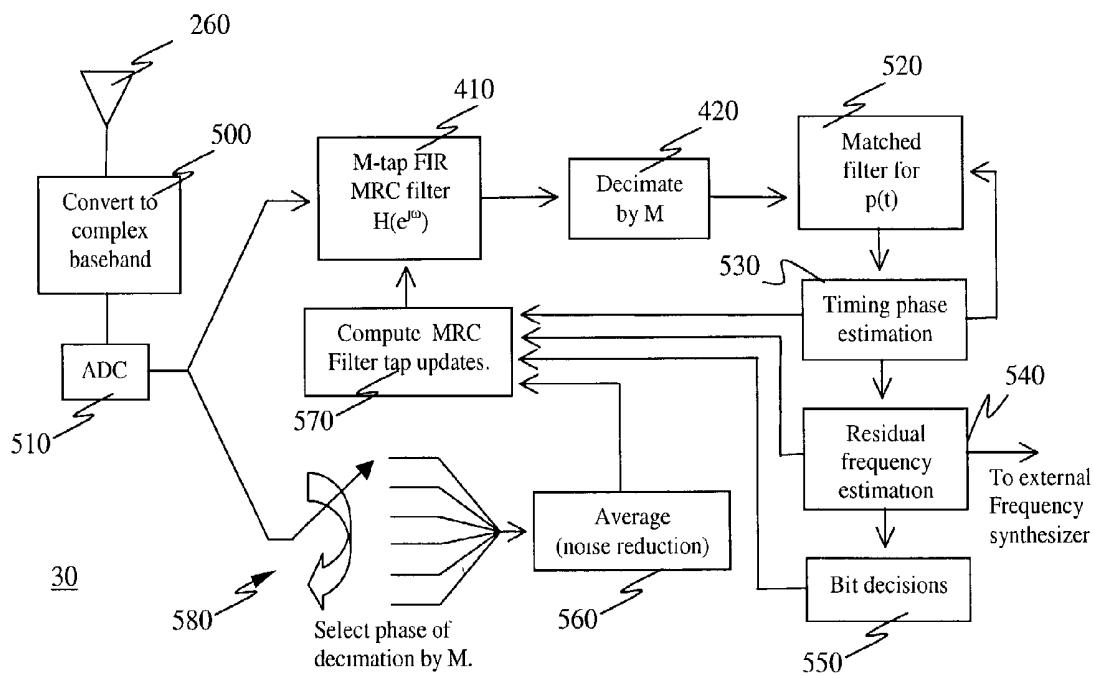 260
500
Convert to
complex
baseband
ADC
510
410
M-tap FIR
MRC filter
H(e^jω)
420
Decimate
by M
520
Matched
filter for
p(t)
530
Timing phase
estimation
Compute MRC
Filter tap updates.
570
540
Residual
frequency
estimation
To external
Frequency
synthesizer
Average
(noise reduction)
560
Bit decisions
550
30
580
Select phase of
decimation by M.